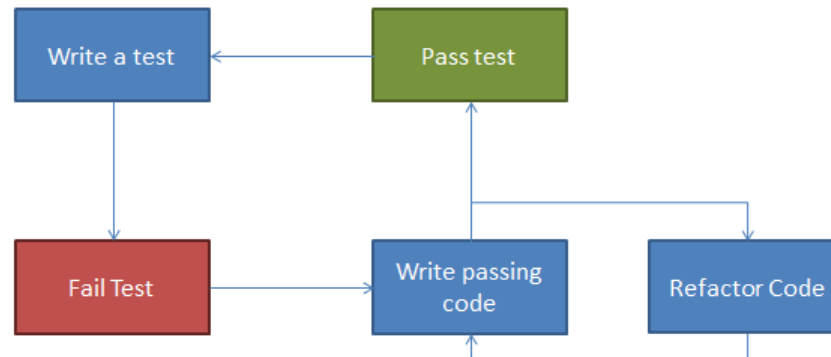 Write a test
Pass test
Fail Test
Write passing
code
Refactor Code